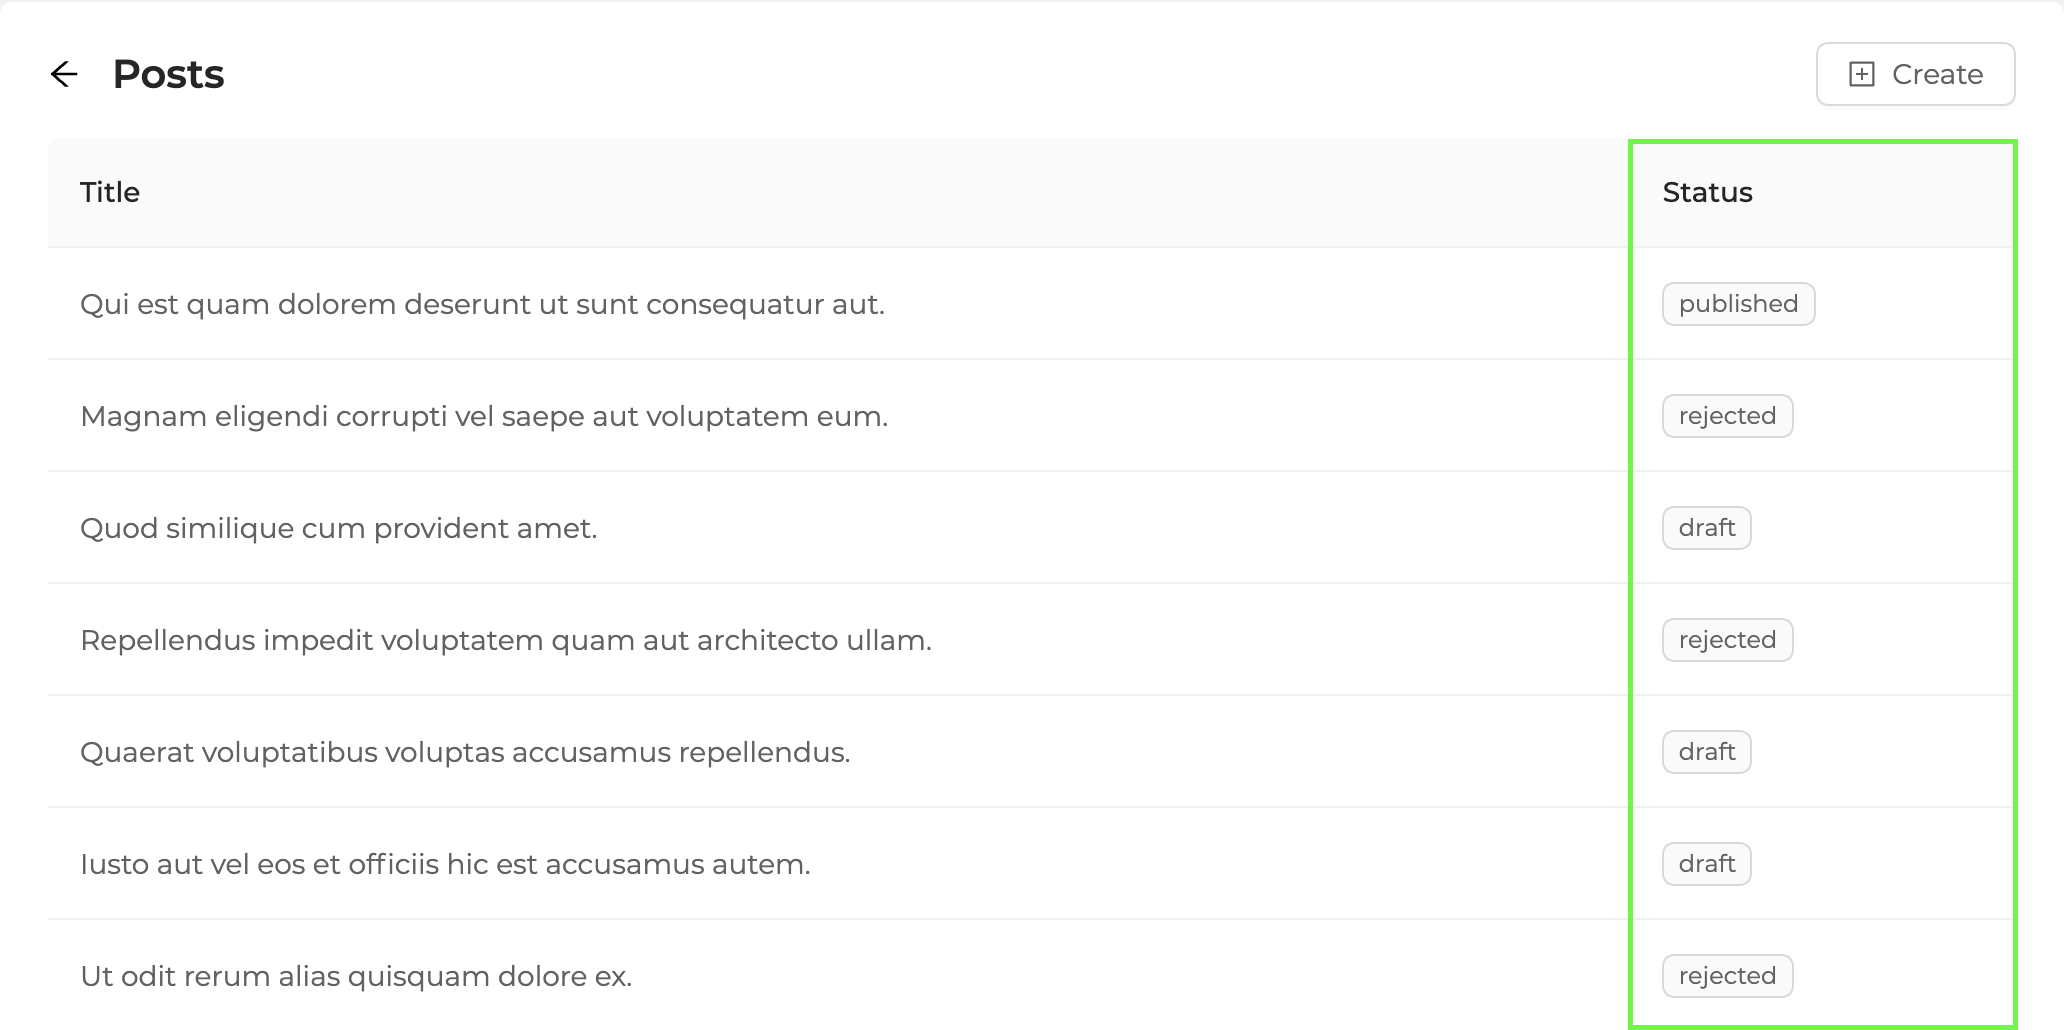 Posts
Create
Title Status
Qui est quam dolorem deserunt ut sunt consequatur aut. published
Magnam eligendi corrupti vel saepe aut voluptatem eum. rejected
Quod similique cum provident amet. draft
Repellendus impedit voluptatem quam aut architecto ullam. rejected
Quaerat voluptatibus voluptas accusamus repellendus. draft
Iusto aut vel eos et officiis hic est accusamus autem. draft
Ut odit rerum alias quisquam dolore ex. rejected